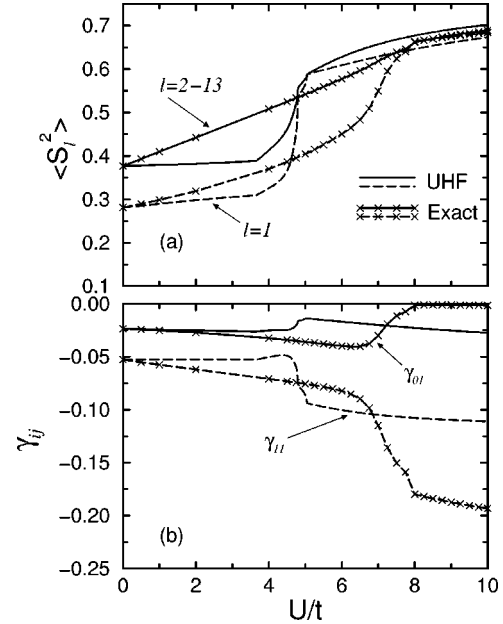 0.7
0.6
0.5
0.4
0.3
0.2
0.1
<S_l^2>
l=2−13
l=1
UHF
Exact
(a)
0.00
−0.05
−0.10
−0.15
−0.20
−0.25
γ_ij
γ_01
γ_11
(b)
0 2 4 6 8 10
U/t